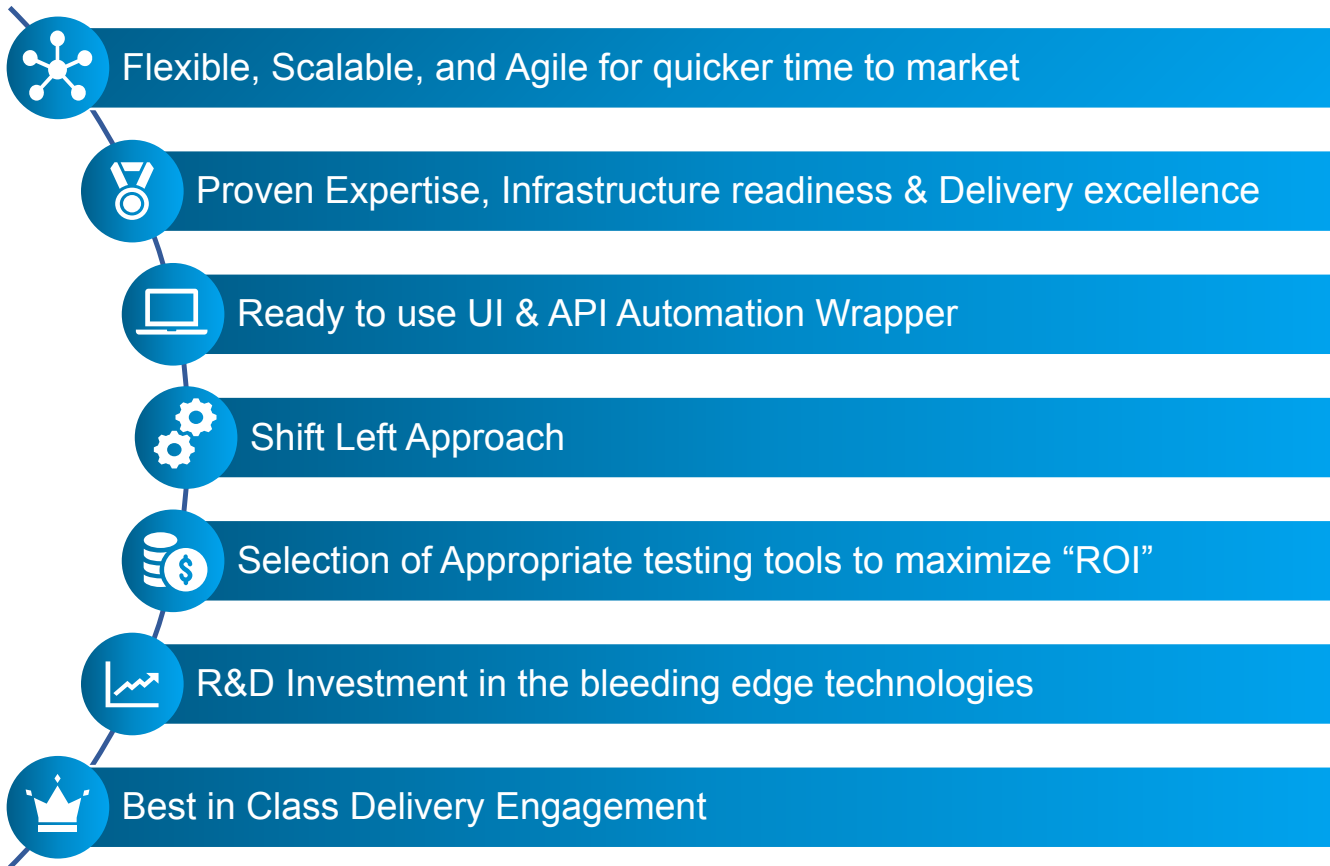 Flexible, Scalable, and Agile for quicker time to market
Proven Expertise, Infrastructure readiness & Delivery excellence
Ready to use UI & API Automation Wrapper
Shift Left Approach
Selection of Appropriate testing tools to maximize “ROI”
R&D Investment in the bleeding edge technologies
Best in Class Delivery Engagement